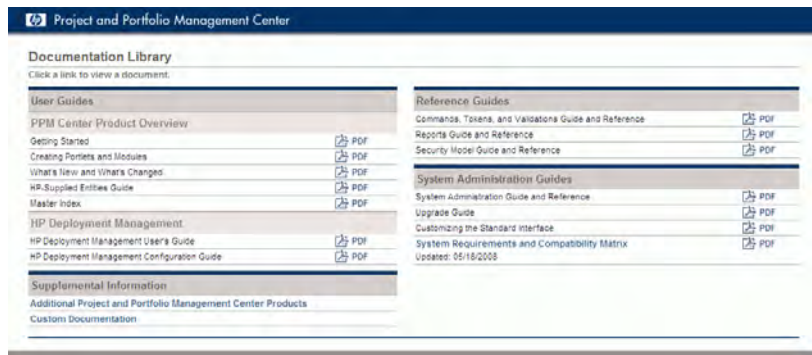 hp Project and Portfolio Management Center
Documentation Library
Click a link to view a document.
User Guides
PPM Center Product Overview
Getting Started PDF
Creating Portlets and Modules PDF
What's New and What's Changed PDF
HP-Supplied Entities Guide PDF
Master Index PDF
HP Deployment Management
HP Deployment Management User's Guide PDF
HP Deployment Management Configuration Guide PDF
Supplemental Information
Additional Project and Portfolio Management Center Products
Custom Documentation
Reference Guides
Commands, Tokens, and Validations Guide and Reference PDF
Reports Guide and Reference PDF
Security Model Guide and Reference PDF
System Administration Guides
System Administration Guide and Reference PDF
Upgrade Guide PDF
Customizing the Standard Interface PDF
System Requirements and Compatibility Matrix PDF
Updated: 05/18/2008